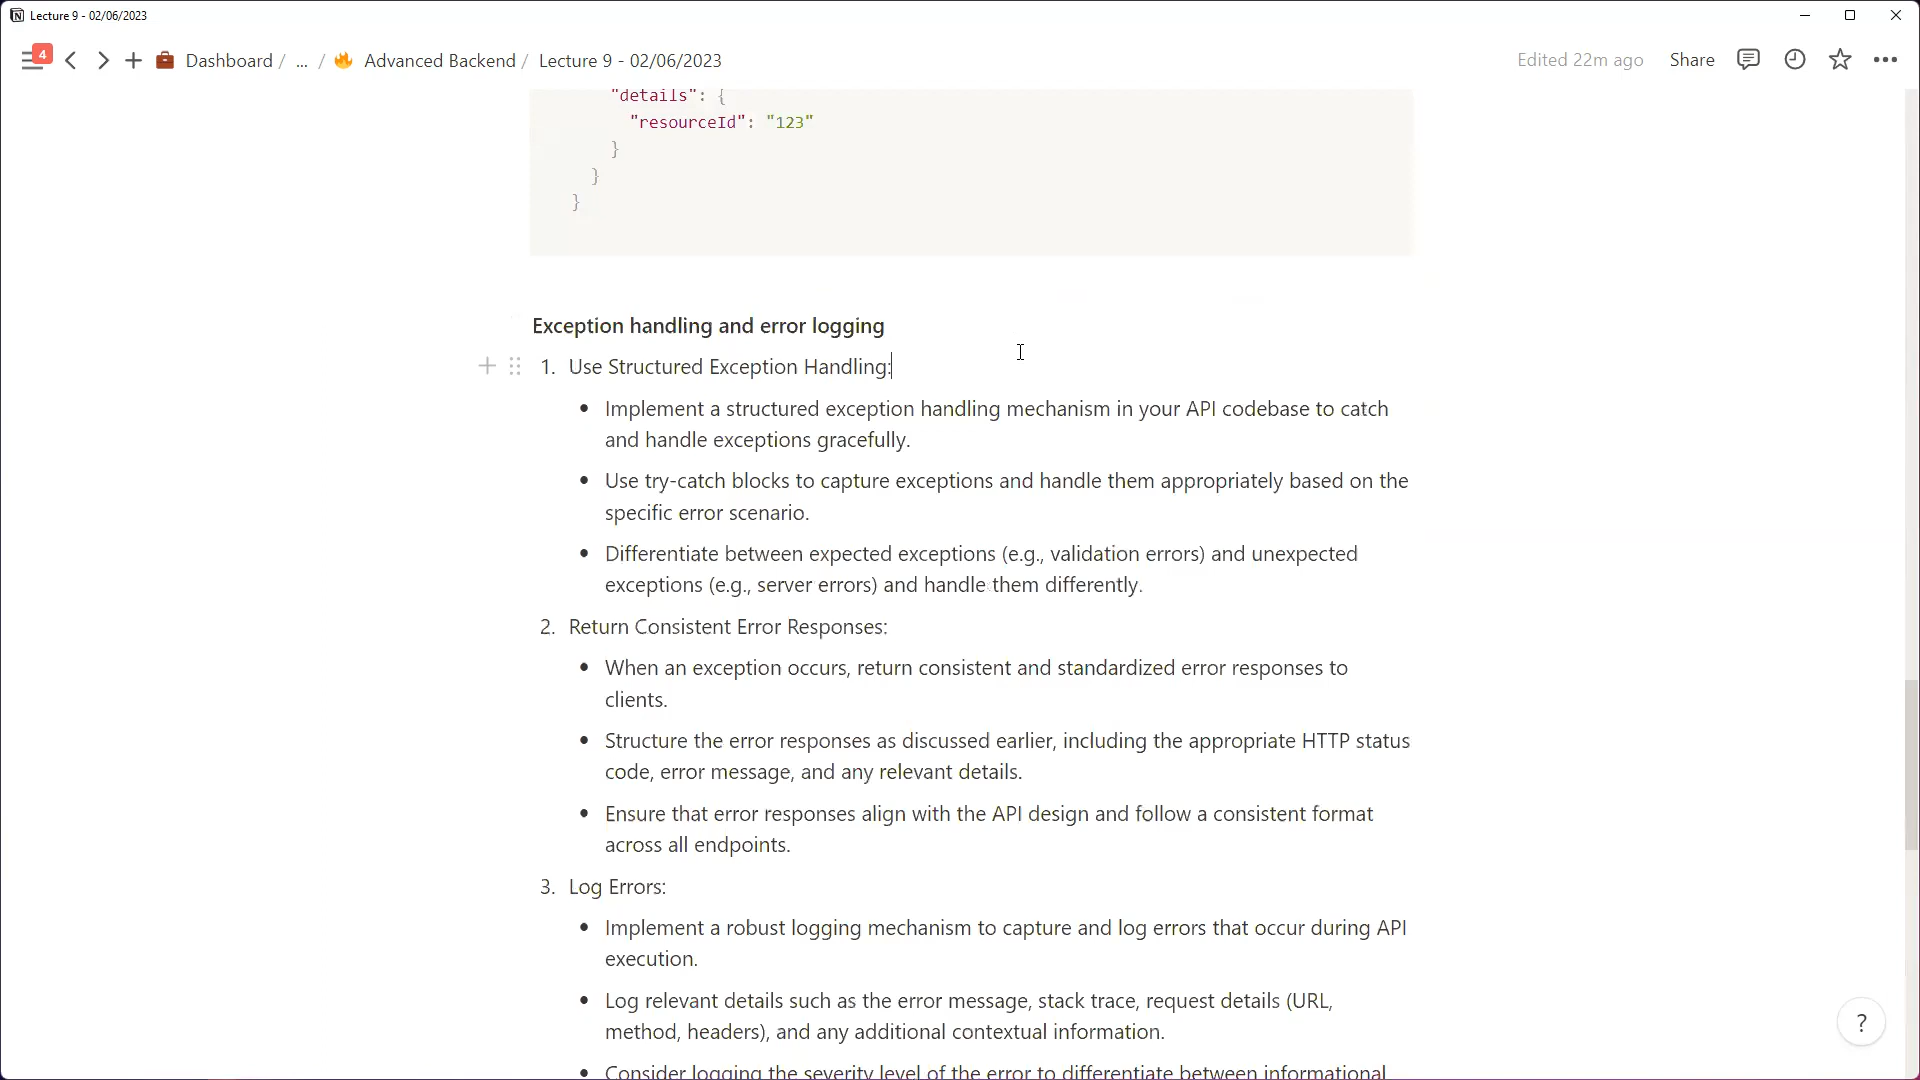 Lecture 9 - 02/06/2023
4
Dashboard / ... / Advanced Backend / Lecture 9 - 02/06/2023
Edited 22m ago Share
"details": {
"resourceId": "123"
}
}
}
Exception handling and error logging
1. Use Structured Exception Handling:
• Implement a structured exception handling mechanism in your API codebase to catch
and handle exceptions gracefully.
• Use try-catch blocks to capture exceptions and handle them appropriately based on the
specific error scenario.
• Differentiate between expected exceptions (e.g., validation errors) and unexpected
exceptions (e.g., server errors) and handle them differently.
2. Return Consistent Error Responses:
• When an exception occurs, return consistent and standardized error responses to
clients.
• Structure the error responses as discussed earlier, including the appropriate HTTP status
code, error message, and any relevant details.
• Ensure that error responses align with the API design and follow a consistent format
across all endpoints.
3. Log Errors:
• Implement a robust logging mechanism to capture and log errors that occur during API
execution.
• Log relevant details such as the error message, stack trace, request details (URL,
method, headers), and any additional contextual information.
• Consider logging the severity level of the error to differentiate between informational
?